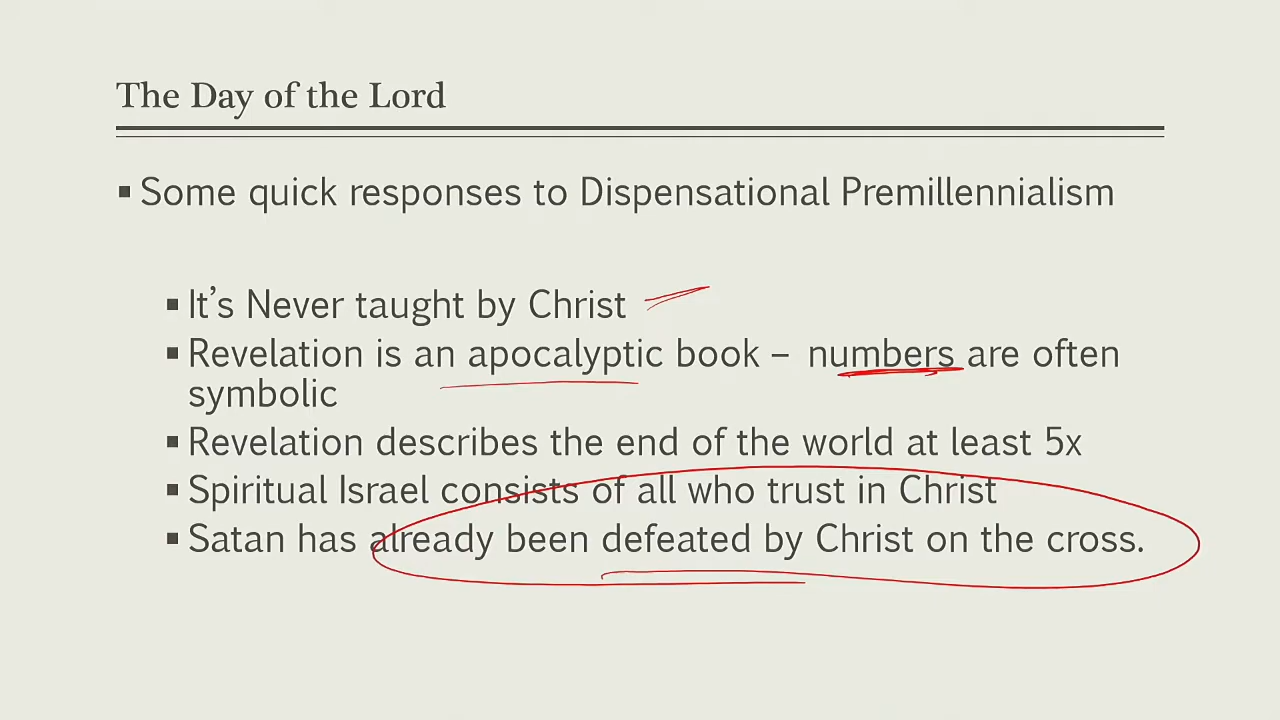 The Day of the Lord
▪ Some quick responses to Dispensational Premillennialism
▪ It’s Never taught by Christ
▪ Revelation is an apocalyptic book – numbers are often
symbolic
▪ Revelation describes the end of the world at least 5x
▪ Spiritual Israel consists of all who trust in Christ
▪ Satan has already been defeated by Christ on the cross.